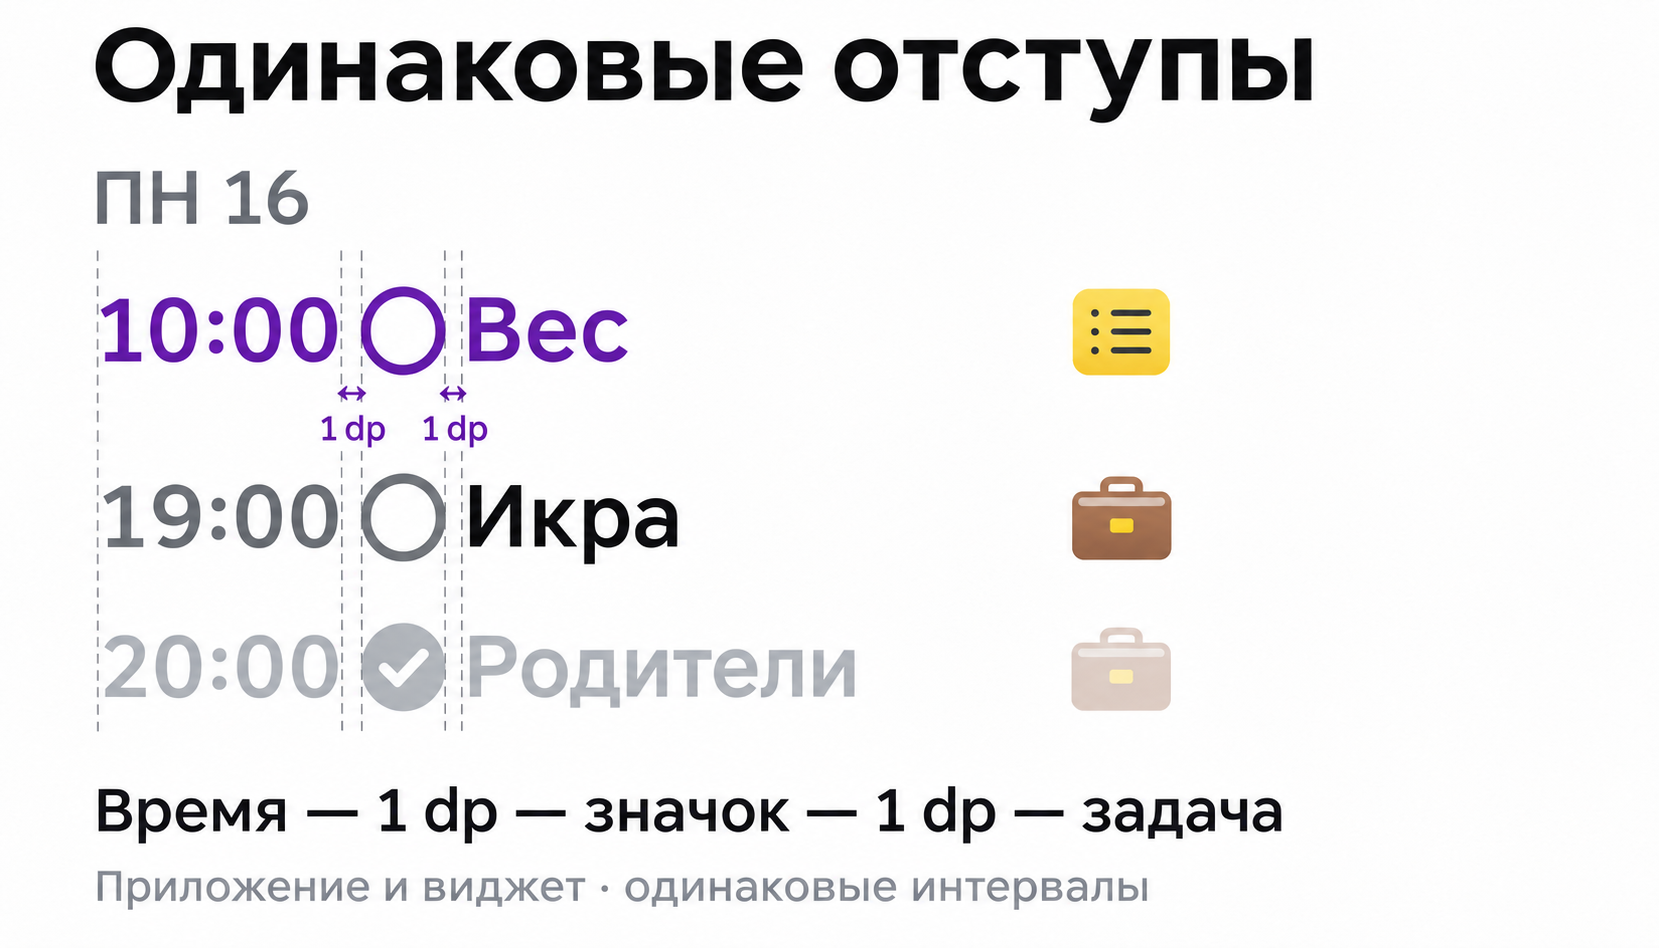 Одинаковые отступы
ПН 16
10:00 Вес
1 dp 1 dp
19:00 Икра
20:00 Родители
Время — 1 dp — значок — 1 dp — задача
Приложение и виджет · одинаковые интервалы